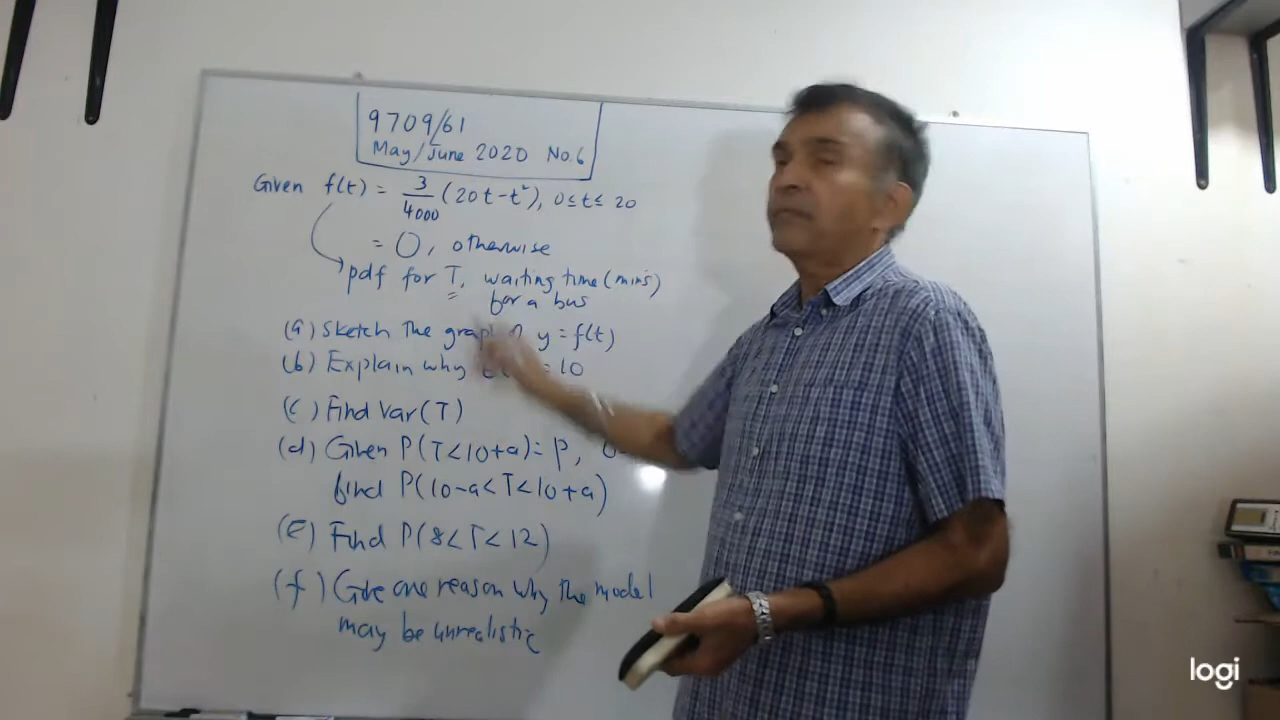 9709/61
May/June 2020 No.6
Given f(t) = 3/4000 (20t-t²), 0≤t≤ 20
= 0, otherwise
pdf for T, waiting time (mins)
for a bus
(a) Sketch the graph y = f(t)
(b) Explain why = 10
(c) Find Var(T)
(d) Given P(T<10+a)= p,
find P(10-a<T<10+a)
(e) Find P(8<T<12)
(f) Give one reason why the model
may be unrealistic
logi